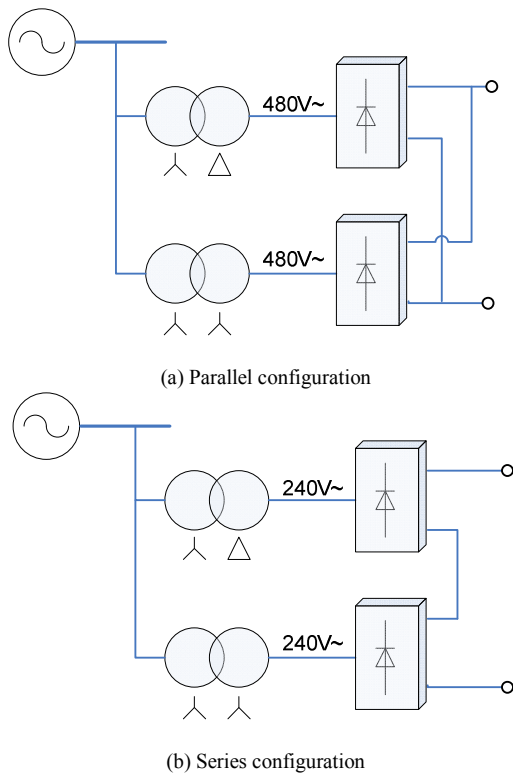 480V~
480V~
(a) Parallel configuration
240V~
240V~
(b) Series configuration